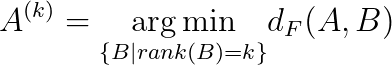 A^{(k)} = \underset{\{B|rank(B)=k\}}{\arg\min} d_F(A, B)